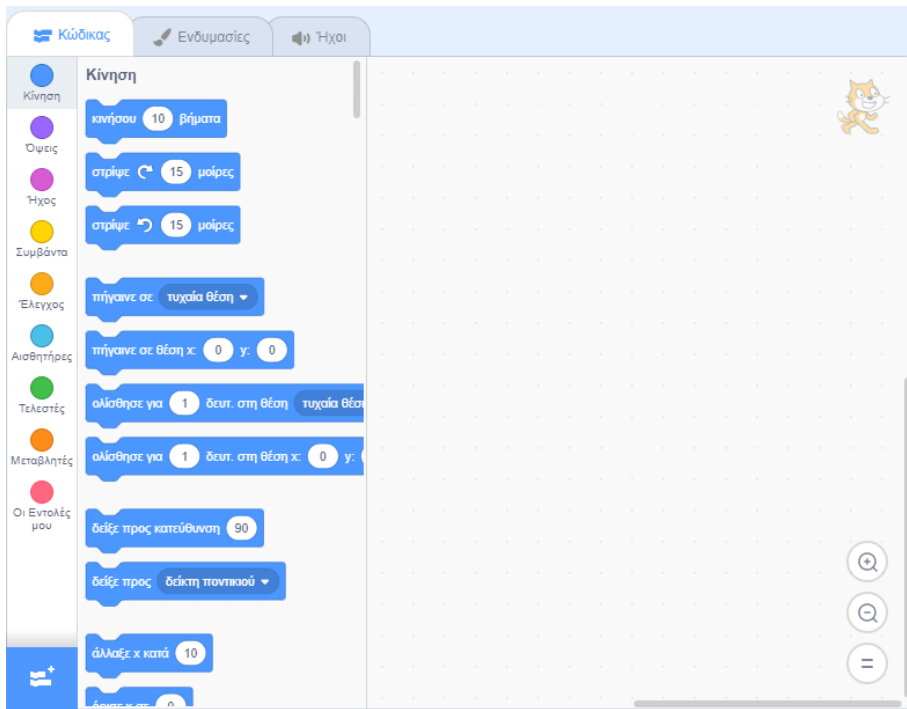 Κώδικας
Ενδυμασίες
Ήχοι
Κίνηση
Όψεις
Ήχος
Συμβάντα
Έλεγχος
Αισθητήρες
Τελεστές
Μεταβλητές
Οι Εντολές
μου
Κίνηση
κινήσου 10 βήματα
στρίψε 15 μοίρες
στρίψε 15 μοίρες
πήγαινε σε τυχαία θέση
πήγαινε σε θέση x: 0 y: 0
ολίσθησε για 1 δευτ. στη θέση τυχαία
ολίσθησε για 1 δευτ. στη θέση x: 0 y:
δείξε προς κατεύθυνση 90
δείξε προς δείκτη ποντικιού
άλλαξε x κατά 10